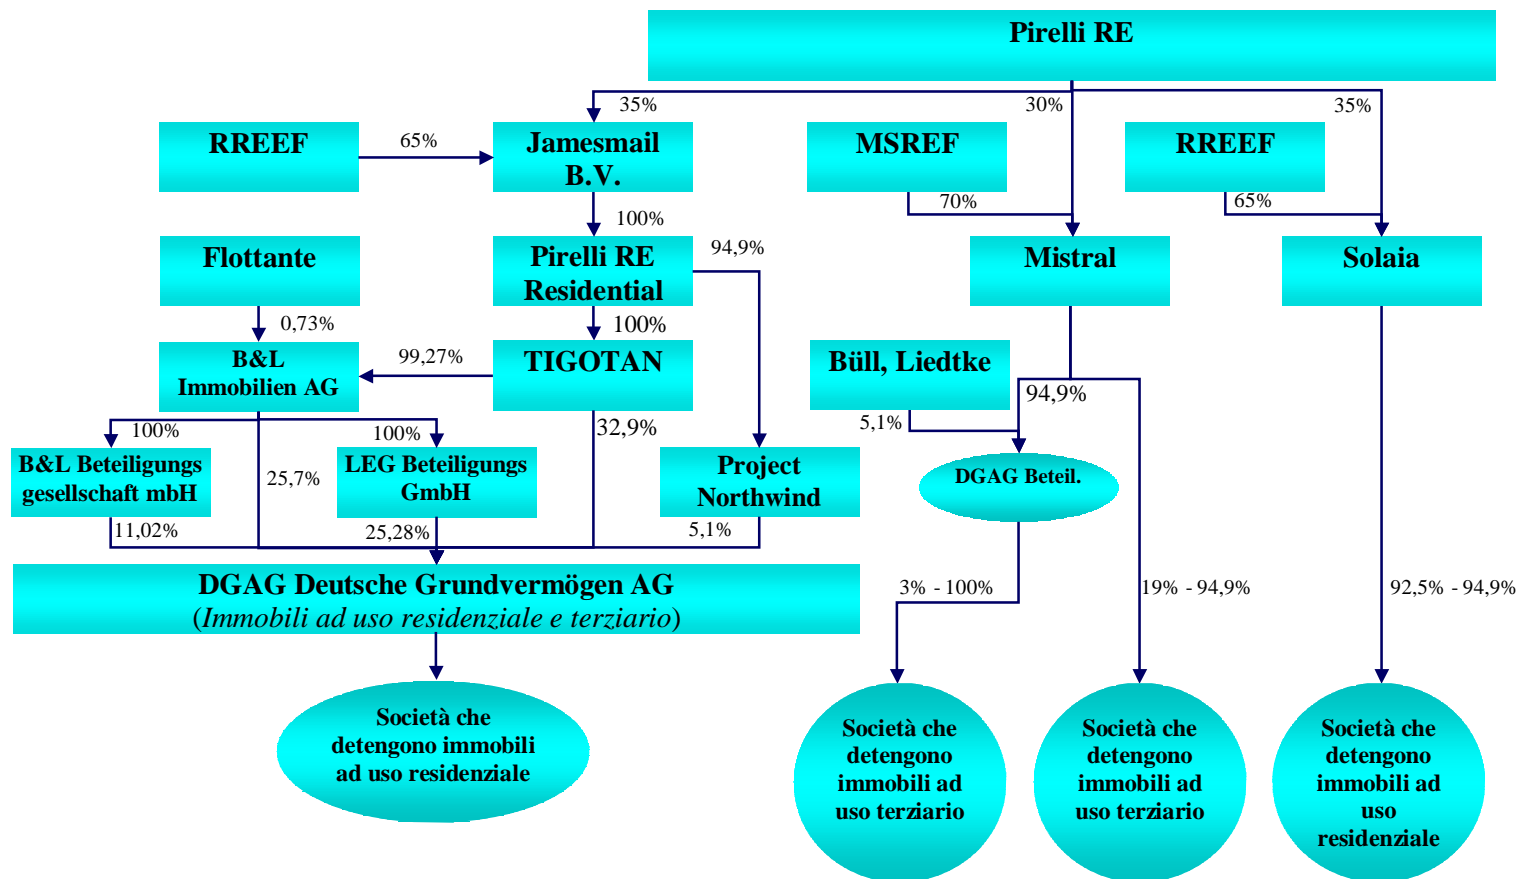 Pirelli RE
35%
30%
35%
RREEF
65%
Jamesmail
B.V.
MSREF
RREEF
70%
65%
100%
94,9%
Flottante
Pirelli RE
Residential
Mistral
Solaia
0,73%
100%
B&L
Immobilien AG
99,27%
TIGOTAN
Büll, Liedtke
94,9%
5,1%
100%
100%
32,9%
B&L Beteiligungs
gesellschaft mbH
25,7%
LEG Beteiligungs
GmbH
Project
Northwind
DGAG Beteil.
11,02%
25,28%
5,1%
DGAG Deutsche Grundvermögen AG
(Immobili ad uso residenziale e terziario)
3% - 100%
19% - 94,9%
92,5% - 94,9%
Società che
detengono immobili
ad uso residenziale
Società che
detengono
immobili ad
uso terziario
Società che
detengono
immobili ad
uso terziario
Società che
detengono
immobili ad
uso
residenziale